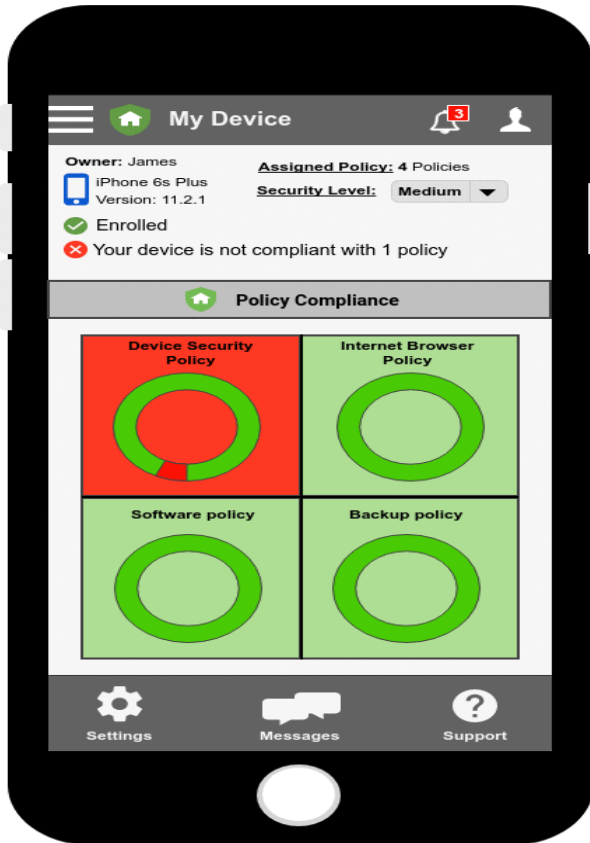 My Device
3
Owner: James
iPhone 6s Plus
Version: 11.2.1
Assigned Policy: 4 Policies
Security Level: Medium
Enrolled
Your device is not compliant with 1 policy
Policy Compliance
Device Security
Policy
Internet Browser
Policy
Software policy
Backup policy
Settings
Messages
? Support